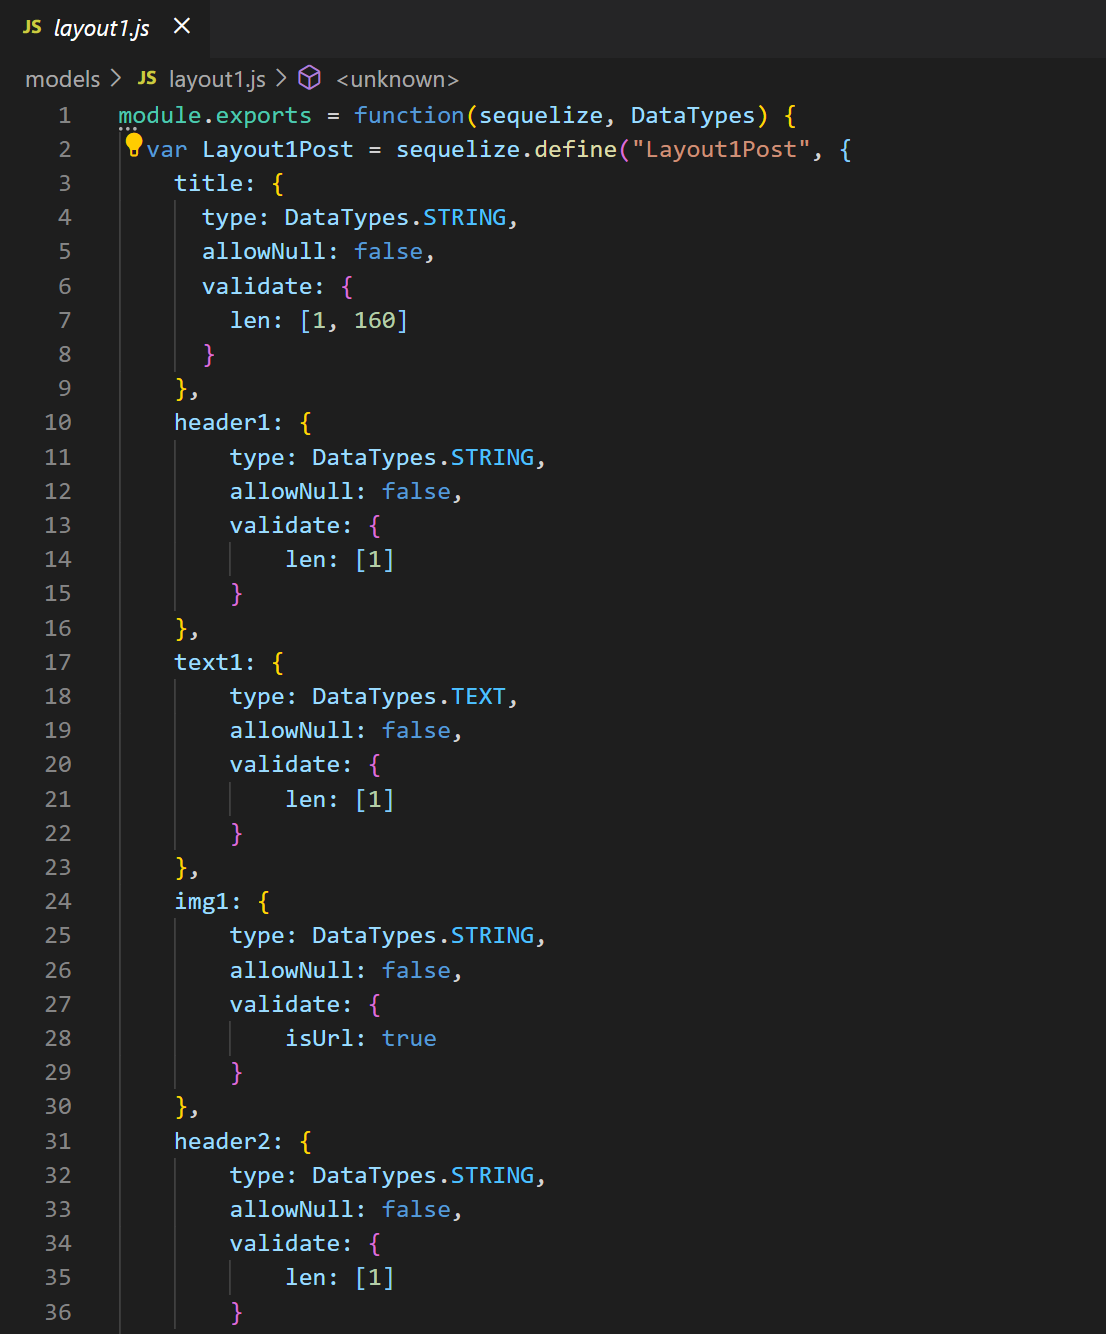 JS layout1.js ×
models > JS layout1.js > <unknown>
1 module.exports = function(sequelize, DataTypes) {
2 var Layout1Post = sequelize.define("Layout1Post", {
3 title: {
4 type: DataTypes.STRING,
5 allowNull: false,
6 validate: {
7 len: [1, 160]
8 }
9 },
10 header1: {
11 type: DataTypes.STRING,
12 allowNull: false,
13 validate: {
14 len: [1]
15 }
16 },
17 text1: {
18 type: DataTypes.TEXT,
19 allowNull: false,
20 validate: {
21 len: [1]
22 }
23 },
24 img1: {
25 type: DataTypes.STRING,
26 allowNull: false,
27 validate: {
28 isUrl: true
29 }
30 },
31 header2: {
32 type: DataTypes.STRING,
33 allowNull: false,
34 validate: {
35 len: [1]
36 }